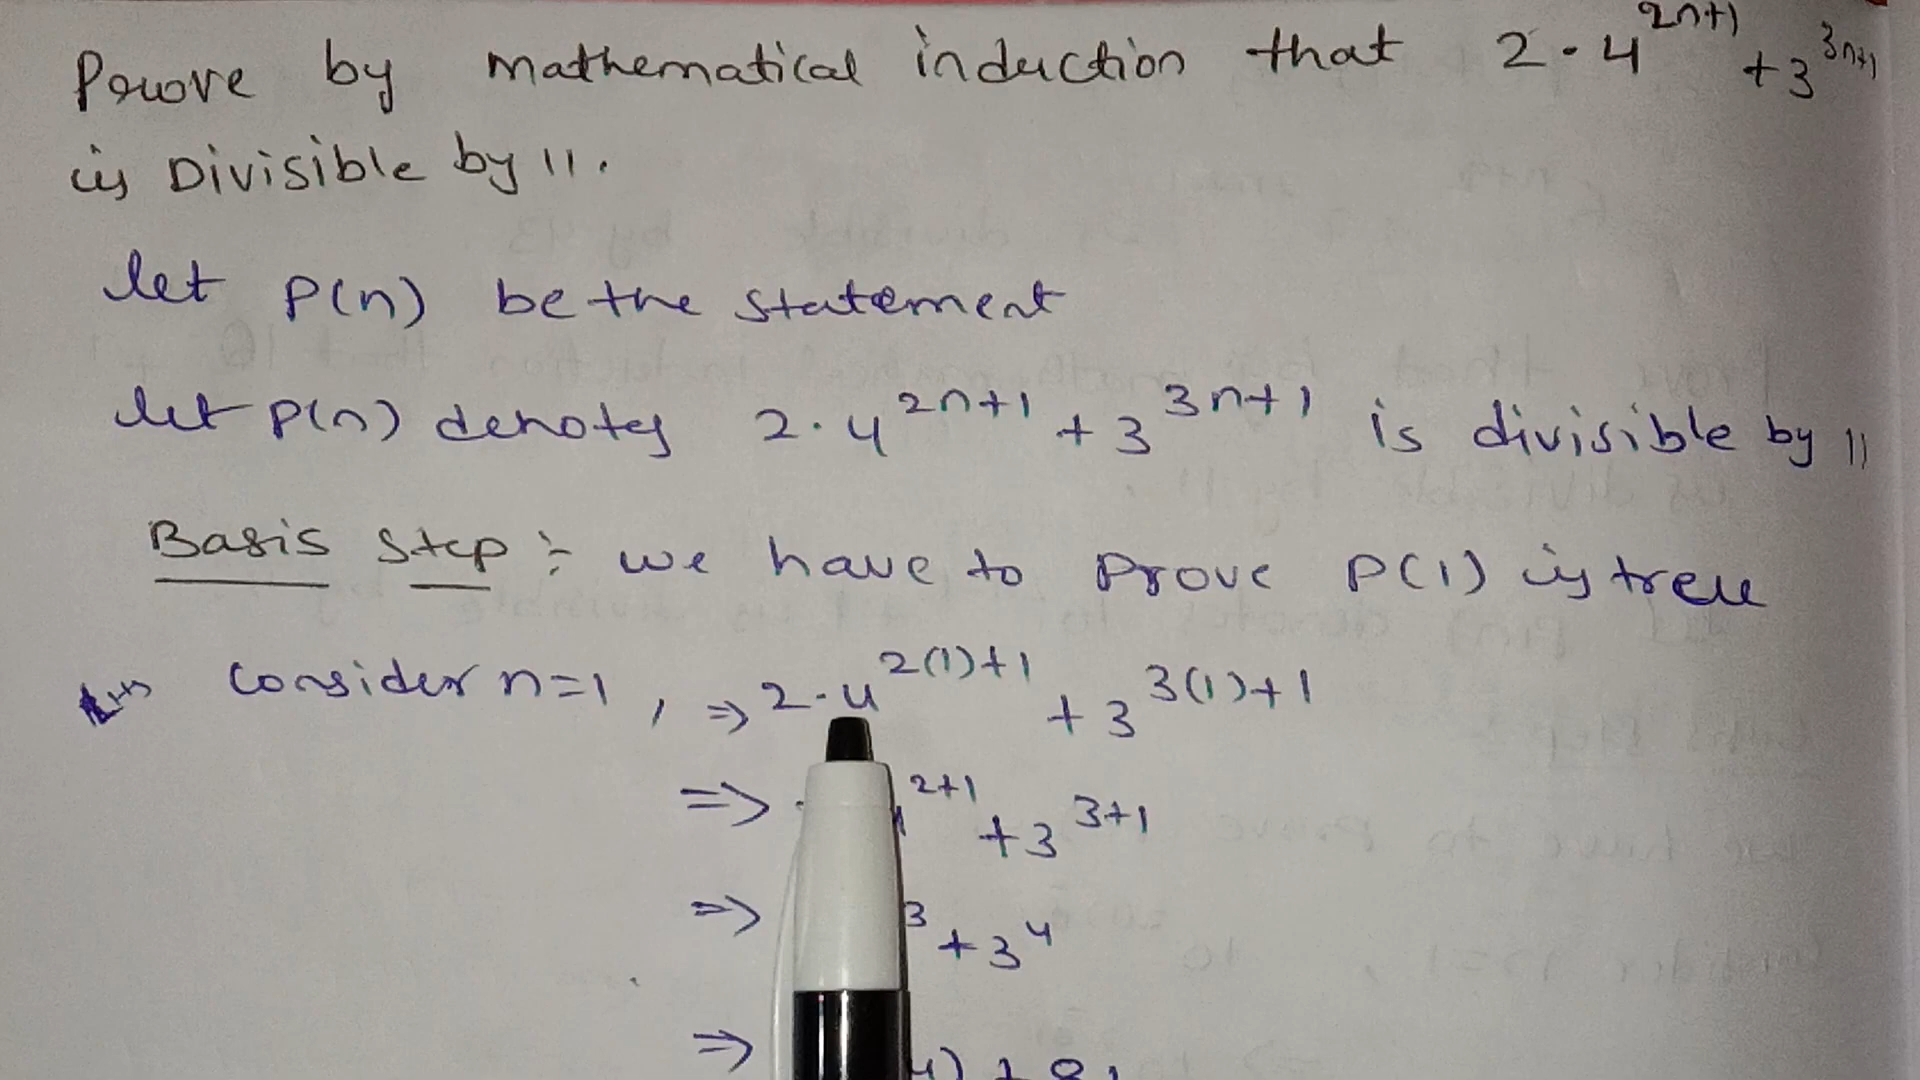 Prove by mathematical induction that 2·4^2n+1 + 3^3n+1
is Divisible by 11.
let P(n) be the statement
let P(n) denotes 2·4^2n+1 + 3^3n+1 is divisible by 11
Basis step :- we have to prove P(1) is true
consider n=1, => 2·4^2(1)+1 + 3^3(1)+1
=> ^2+1 + 3^3+1
=> ^3 + 3^4
=> 4) + 81